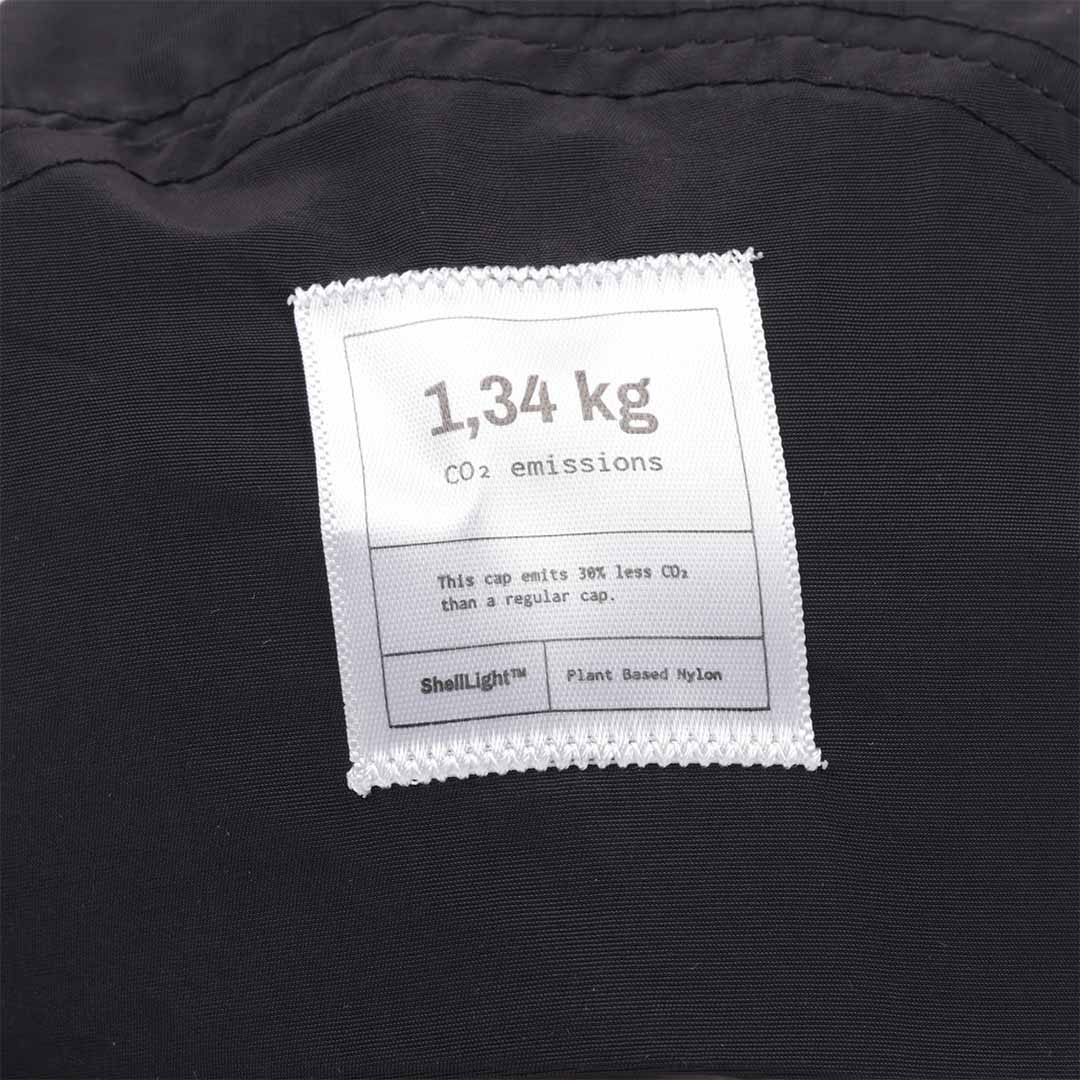 1,34 kg
CO₂ emissions
This cap emits 30% less CO₂
than a regular cap.
ShellLight™
Plant Based Nylon